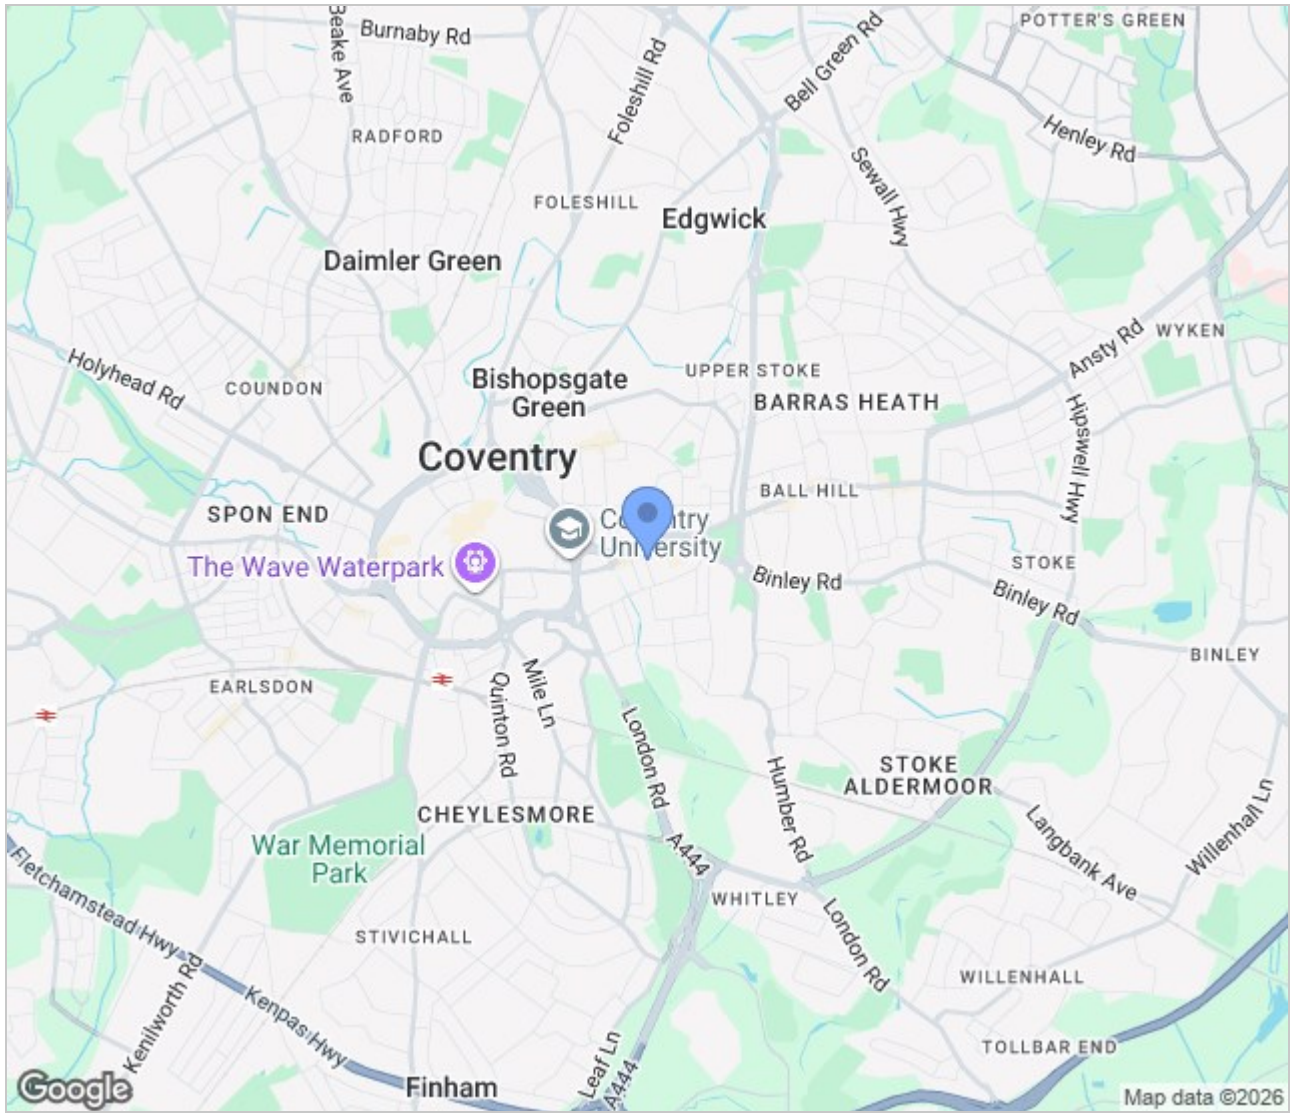 POTTER'S GREEN
Burnaby Rd
Beake Ave
Foleshill Rd
Bell Green Rd
RADFORD
Henley Rd
Sewall Hwy
FOLESHILL
Edgwick
Daimler Green
WYKEN
Ansty Rd
Holyhead Rd
COUNDON
Bishopsgate
Green
UPPER STOKE
BARRAS HEATH
Hipswell Hwy
Coventry
BALL HILL
SPON END
Coventry
University
The Wave Waterpark
Binley Rd
STOKE
Binley Rd
BINLEY
EARLSDON
Quinton Rd
Mile Ln
London Rd
Humber Rd
STOKE
ALDERMOOR
CHEYLESMORE
War Memorial
Park
A444
Langbank Ave
Willenhall Ln
Fletchamstead Hwy
WHITLEY
London Rd
STIVICHALL
WILLENHALL
Kenilworth Rd
Kenpas Hwy
Leaf Ln
A444
TOLLBAR END
Finham
Google
Map data ©2026